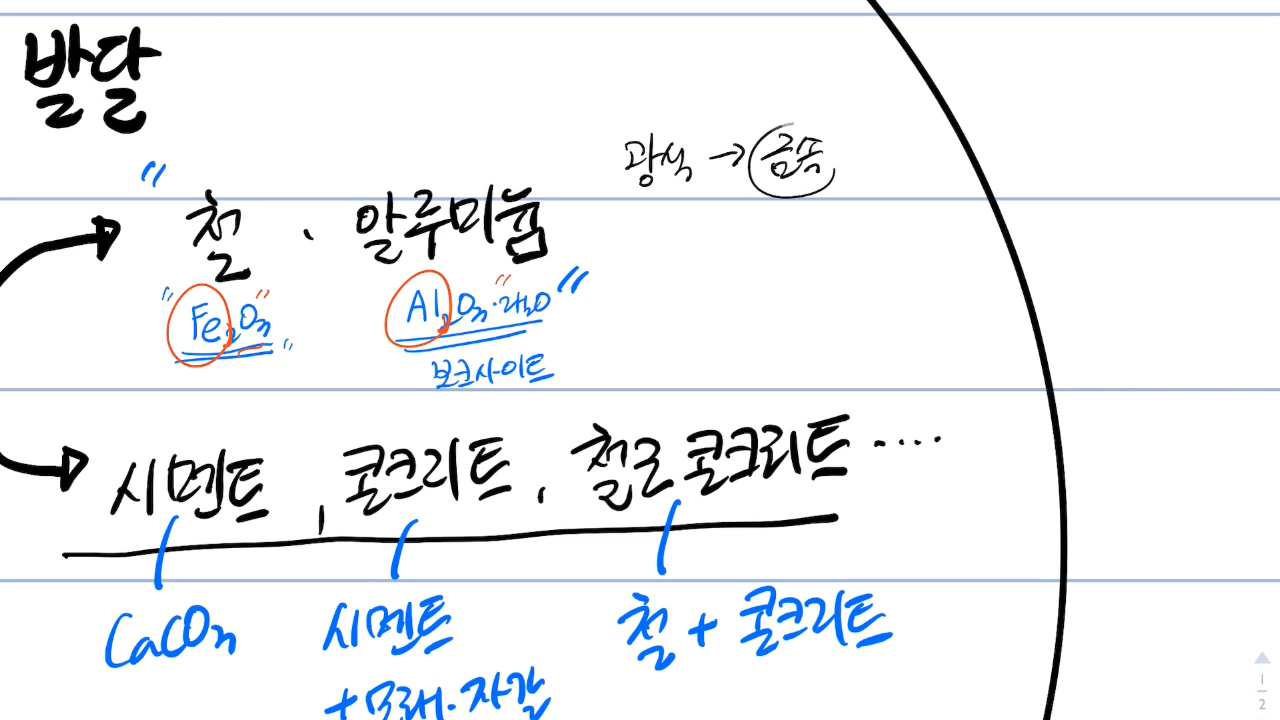 발달
광석 → 금속
" 철 · 알루미늄
"Fe₂O₃" Al₂O₃·2H₂O "
보크사이트
시멘트, 콘크리트, 철근 콘크리트 ····
CaCO₃ 시멘트 철 + 콘크리트
+ 모래·자갈
1/2